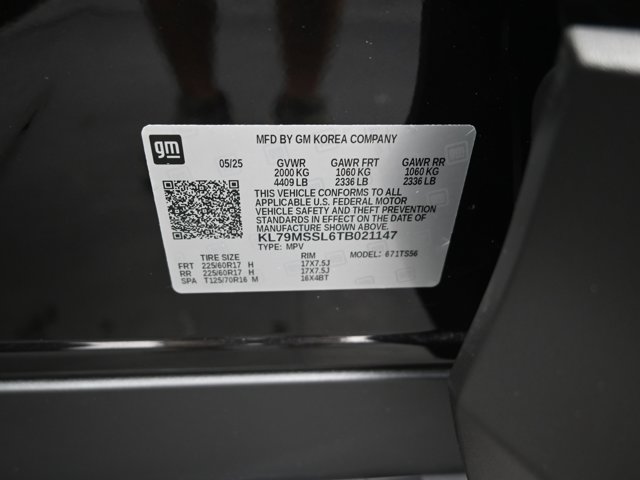 gm
MFD BY GM KOREA COMPANY
05/25 GVWR GAWR FRT GAWR RR
2000 KG 1060 KG 1060 KG
4409 LB 2336 LB 2336 LB
THIS VEHICLE CONFORMS TO ALL
APPLICABLE U.S. FEDERAL MOTOR
VEHICLE SAFETY AND THEFT PREVENTION
STANDARDS IN EFFECT ON THE DATE OF
MANUFACTURE SHOWN ABOVE.
KL79MSSL6TB021147
TYPE: MPV
TIRE SIZE RIM MODEL: 671TS56
FRT 225/60R17 H 17X7.5J
RR 225/60R17 H 17X7.5J
SPA T125/70R16 M 16X4BT